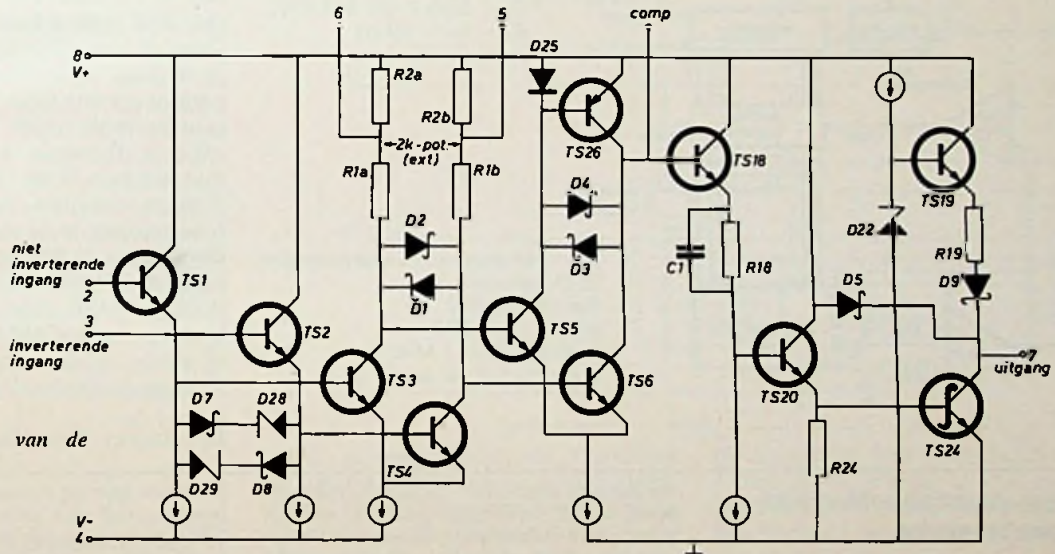 6
5
comp
8
V+
R2a
R2b
D25
TS26
2k-pot
(ext)
R1a
R1b
TS18
D2
D1
D4
D3
C1
R18
TS19
D22
R19
D9
D5
niet
inverterende
ingang
2
TS1
3
inverterende
ingang
TS2
TS3
TS5
TS6
TS20
7
uitgang
D7
D28
van de
TS4
D29
D8
R24
TS24
V-
4